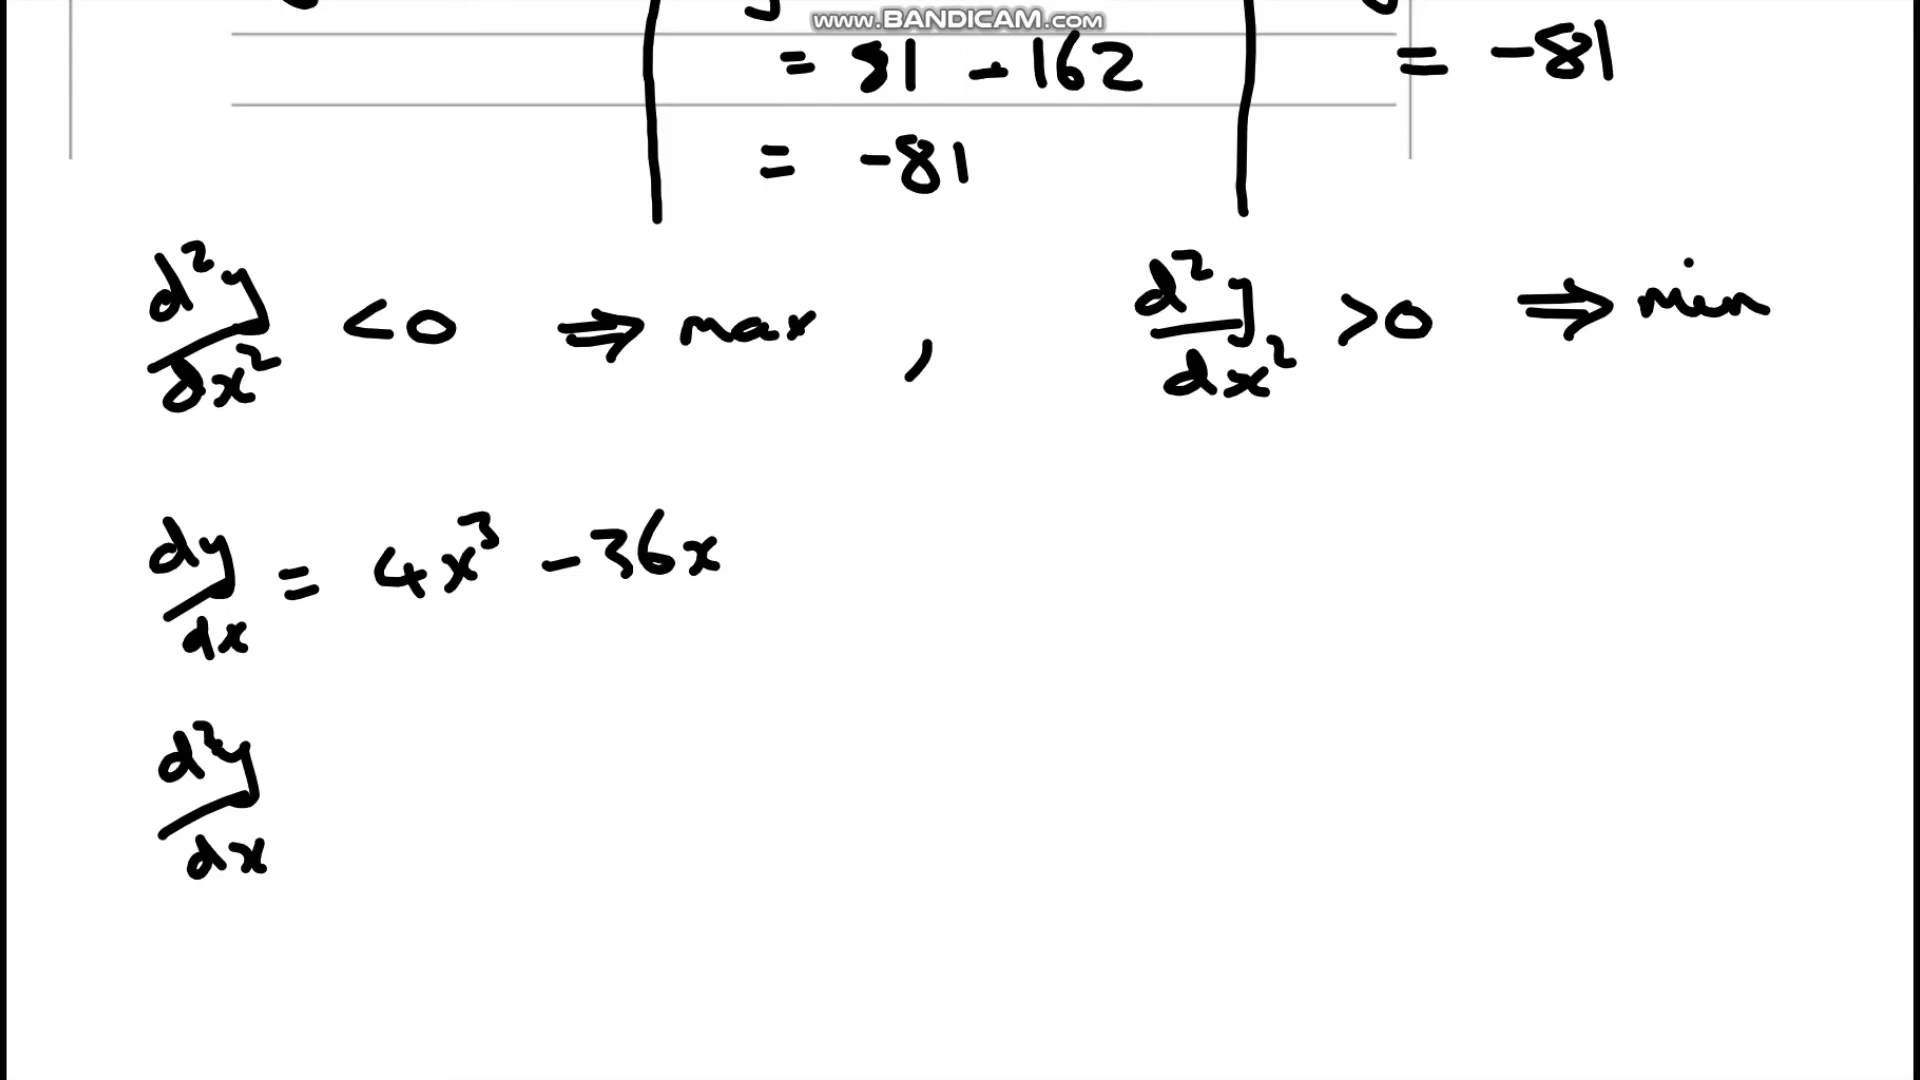 www.BANDICAM.com
= 81 - 162
= -81
= -81
d²y/dx² < 0 ⇒ max , d²y/dx² > 0 ⇒ min
dy/dx = 4x³ - 36x
d²y/dx